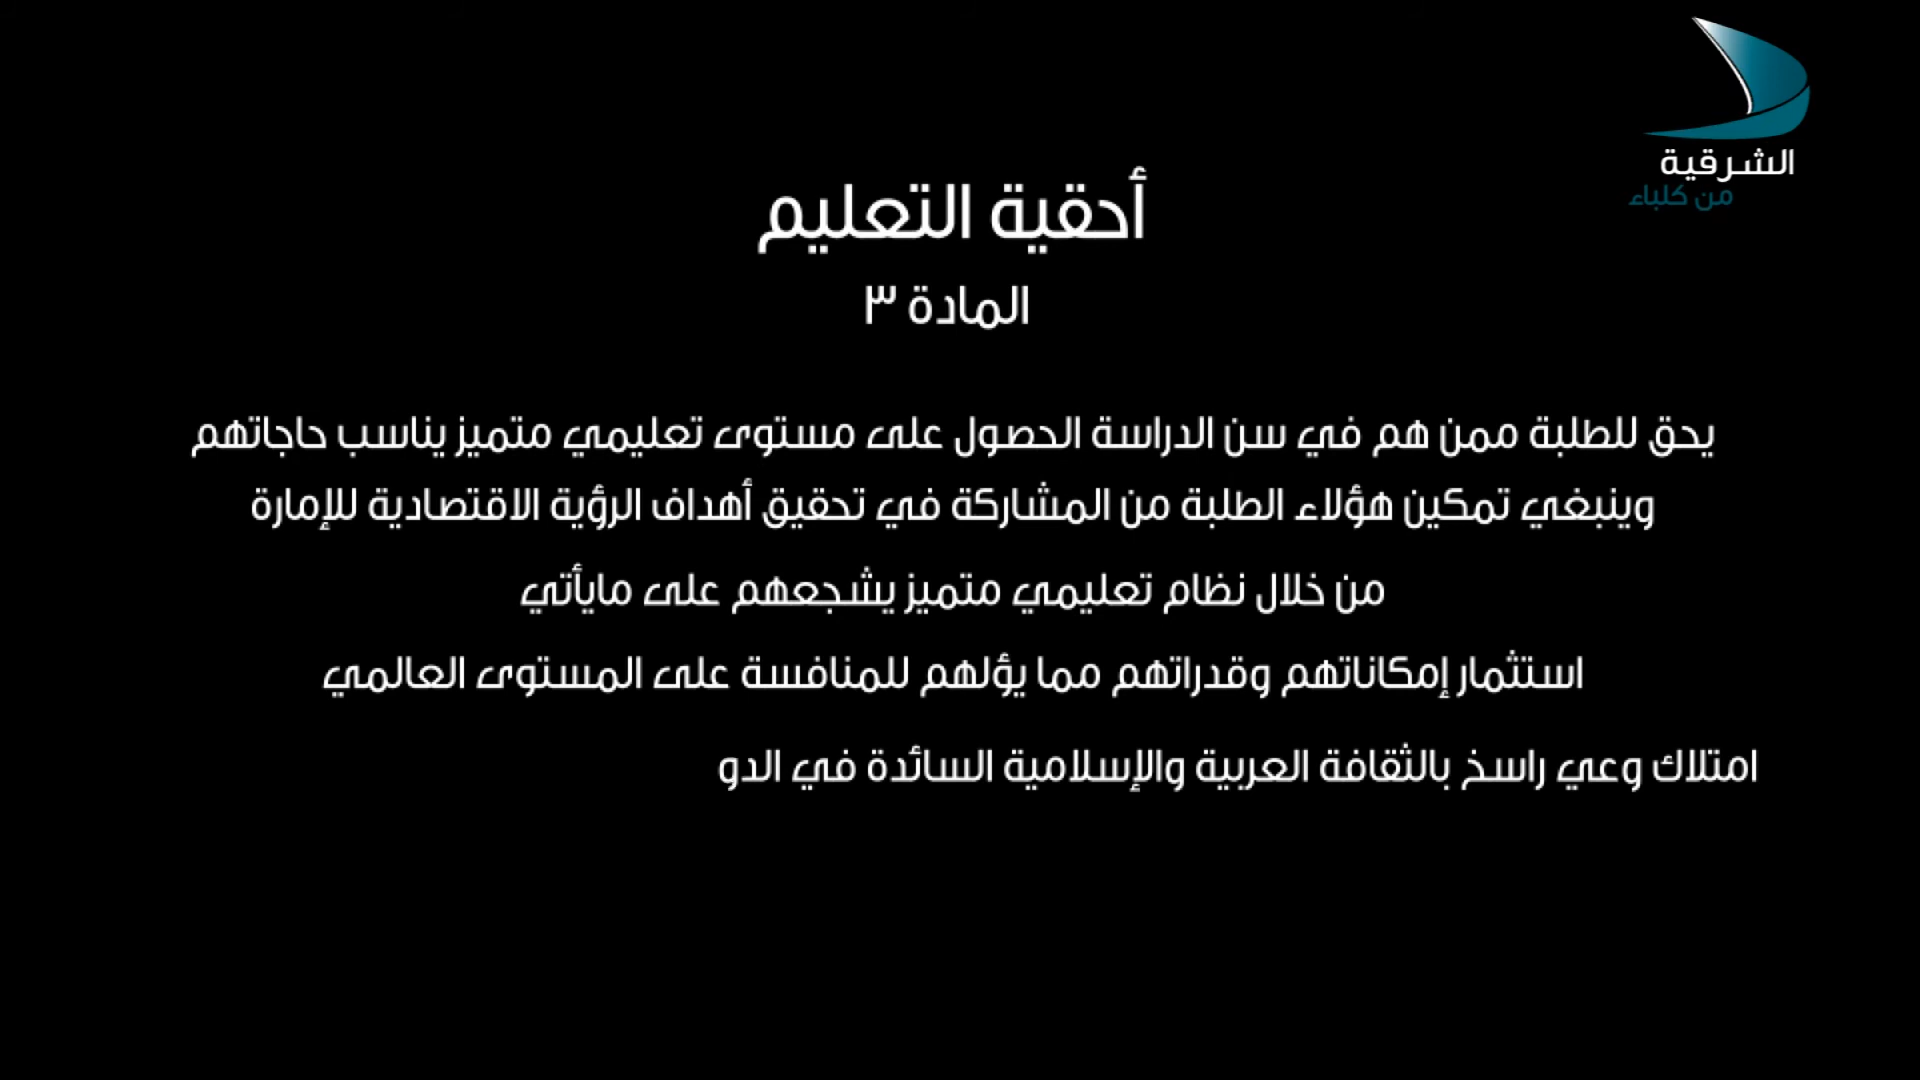 الشرقية
من كلباء
أحقية التعليم
المادة ٣
يحق للطلبة ممن هم في سن الدراسة الحصول على مستوى تعليمي متميز يناسب حاجاتهم
وينبغي تمكين هؤلاء الطلبة من المشاركة في تحقيق أهداف الرؤية الاقتصادية للإمارة
من خلال نظام تعليمي متميز يشجعهم على مايأتي
استثمار إمكاناتهم وقدراتهم مما يؤلهم للمنافسة على المستوى العالمي
امتلاك وعي راسخ بالثقافة العربية والإسلامية السائدة في الدو